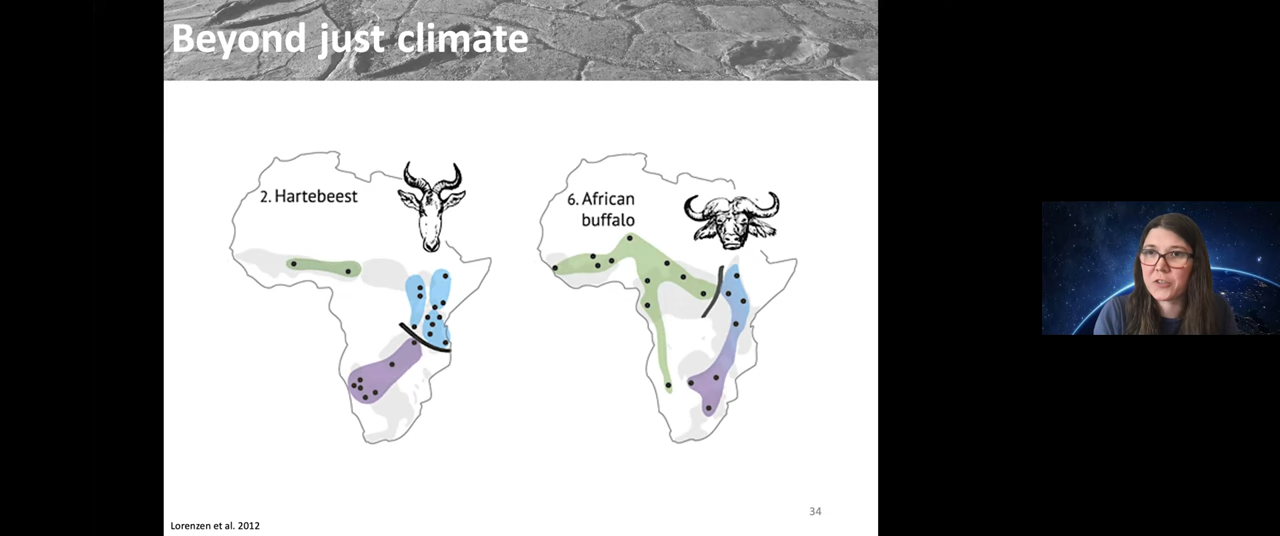 Beyond just climate
2. Hartebeest
6. African
buffalo
34
Lorenzen et al. 2012